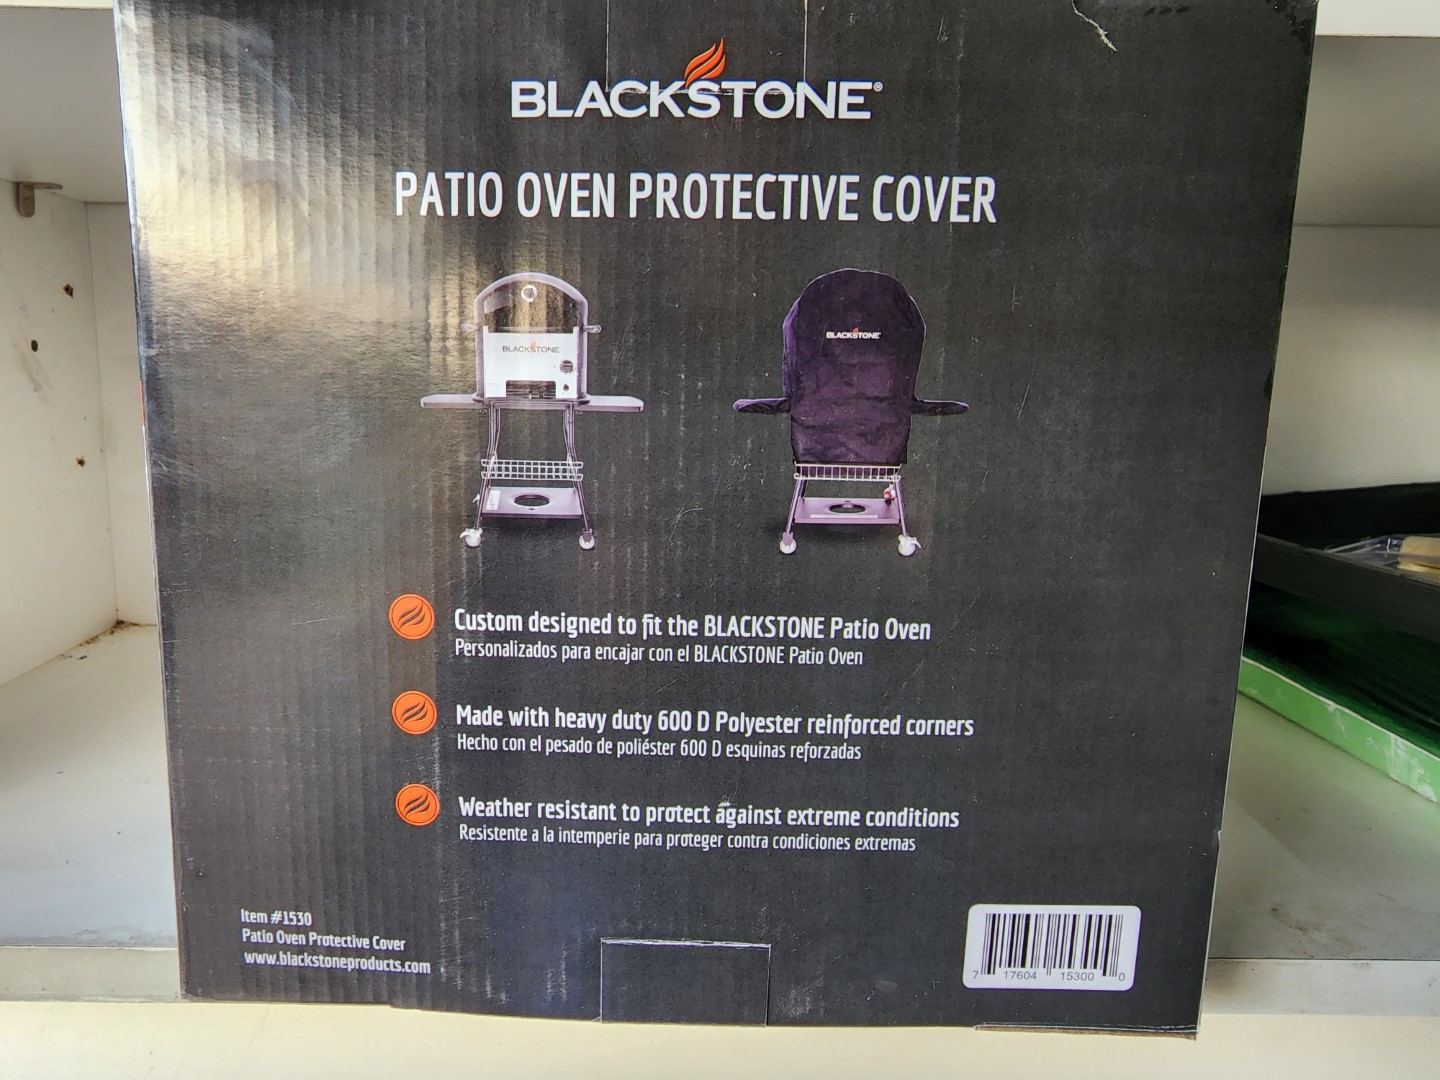 BLACKSTONE®
PATIO OVEN PROTECTIVE COVER
BLACKSTONE
BLACKSTONE
Custom designed to fit the BLACKSTONE Patio Oven
Personalizados para encajar con el BLACKSTONE Patio Oven
Made with heavy duty 600 D Polyester reinforced corners
Hecho con el pesado de poliéster 600 D esquinas reforzadas
Weather resistant to protect against extreme conditions
Resistente a la intemperie para proteger contra condiciones extremas
Item #1530
Patio Oven Protective Cover
www.blackstoneproducts.com
7 17604 15300 0